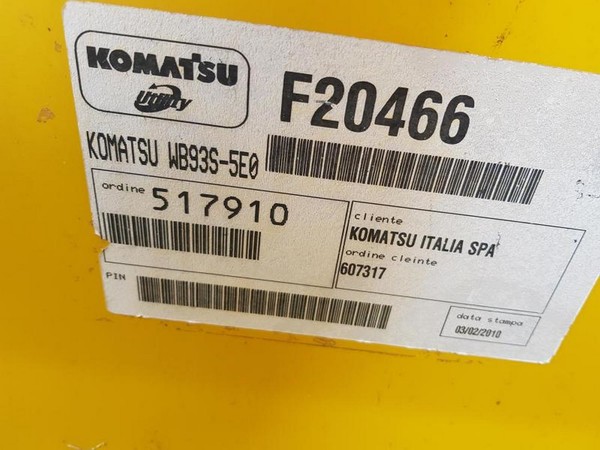 KOMATSU
Utility
F20466
KOMATSU WB93S-5E0
ordine 517910
cliente
KOMATSU ITALIA SPA
ordine cleinte
607317
PIN
data stampa
03/02/2010